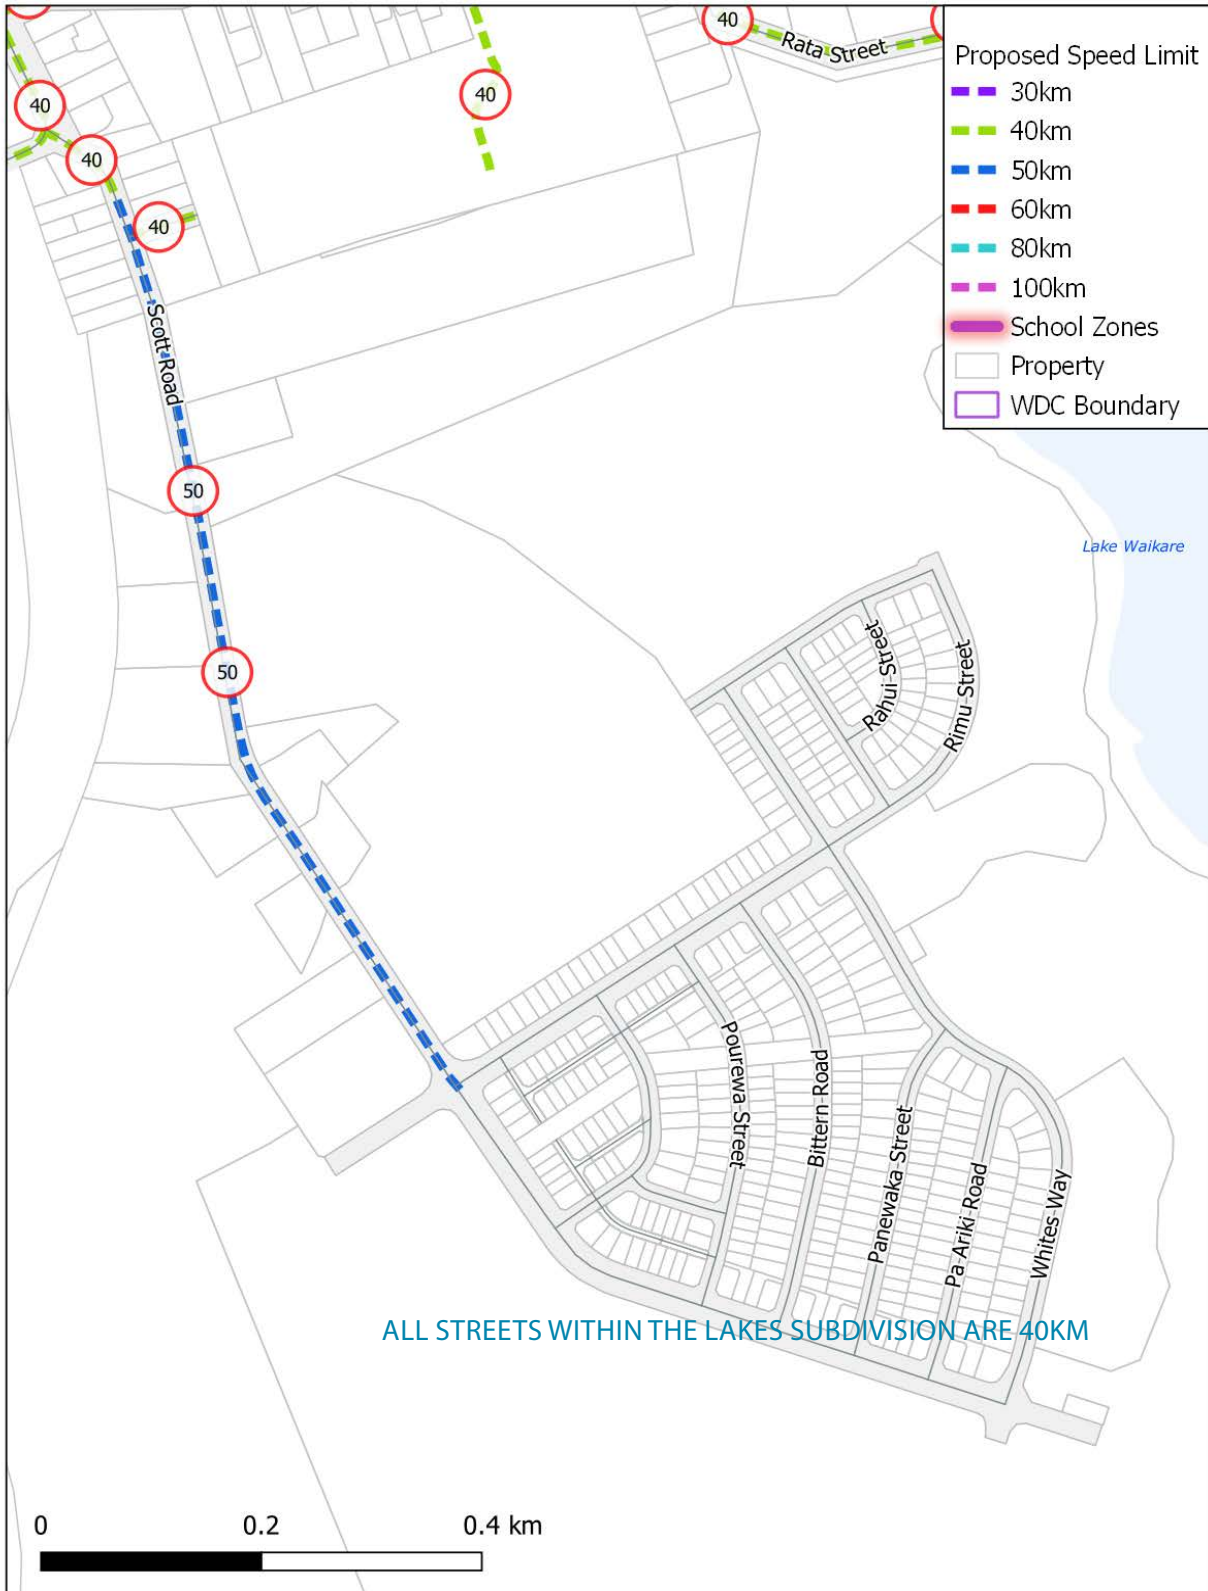 40
Rata Street
40
40
40
40
Proposed Speed Limit
30km
40km
50km
60km
80km
100km
School Zones
Property
WDC Boundary
Scott Road
50
Lake Waikare
50
Rahui Street
Rimu Street
Pourewa Street
Bittern Road
Panewaka Street
Pa Ariki Road
Whites Way
ALL STREETS WITHIN THE LAKES SUBDIVISION ARE 40KM
0 0.2 0.4 km